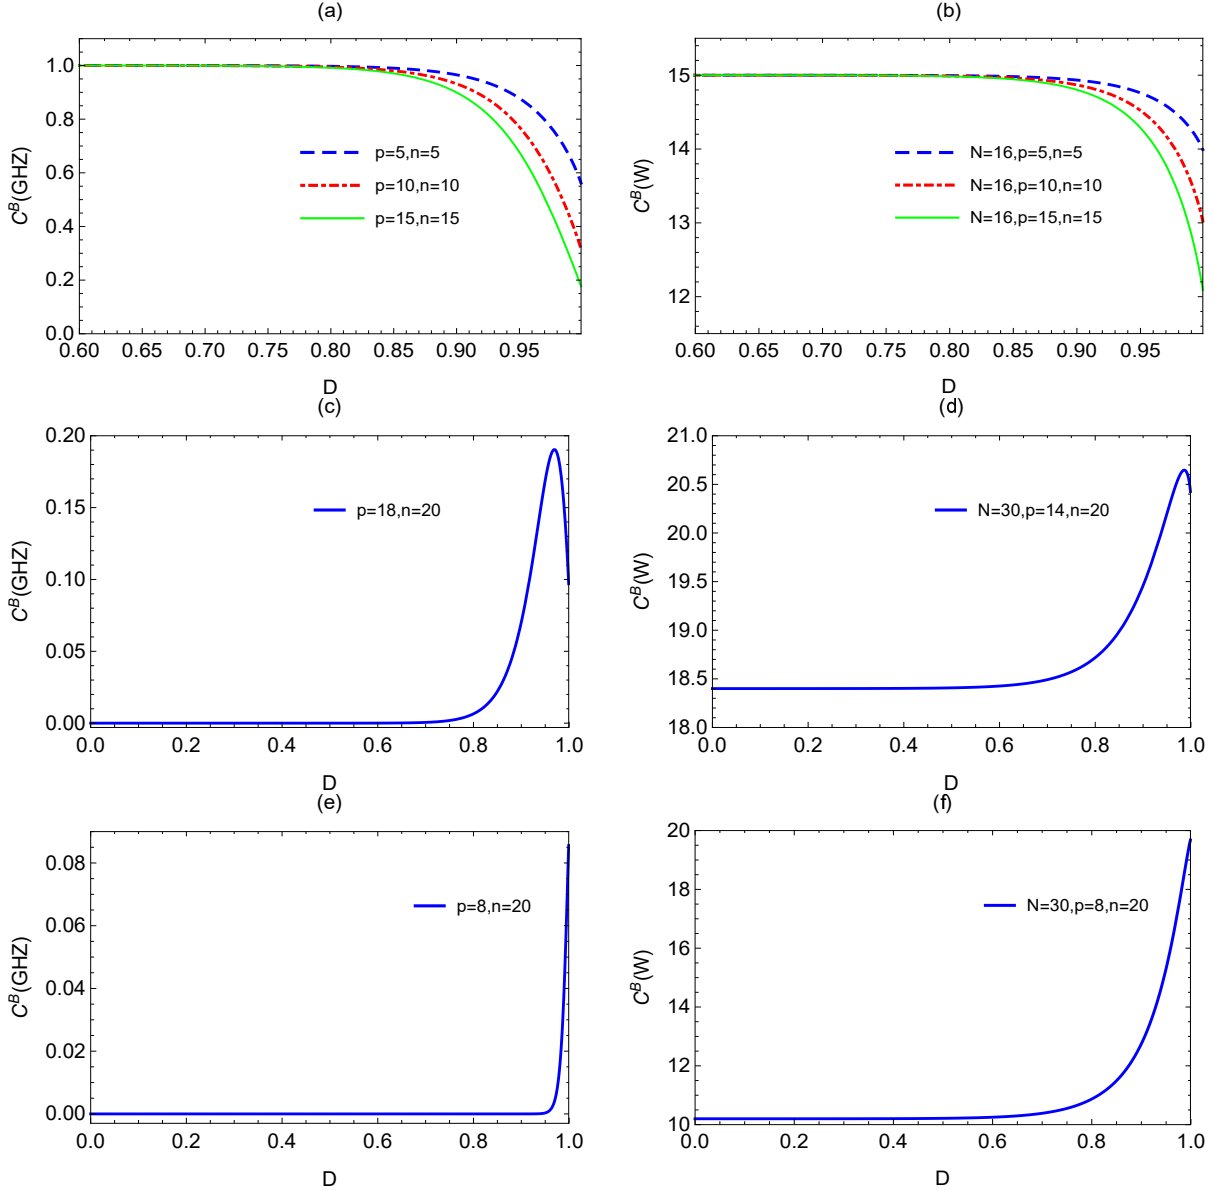 (a)
C^B(GHZ)
1.0
0.8
0.6
0.4
0.2
0.0
p=5,n=5
p=10,n=10
p=15,n=15
0.60 0.65 0.70 0.75 0.80 0.85 0.90 0.95
D
(b)
C^B(W)
15
14
13
12
N=16,p=5,n=5
N=16,p=10,n=10
N=16,p=15,n=15
0.60 0.65 0.70 0.75 0.80 0.85 0.90 0.95
D
(c)
C^B(GHZ)
0.20
0.15
0.10
0.05
0.00
p=18,n=20
0.0 0.2 0.4 0.6 0.8 1.0
D
(d)
C^B(W)
21.0
20.5
20.0
19.5
19.0
18.5
18.0
N=30,p=14,n=20
0.0 0.2 0.4 0.6 0.8 1.0
D
(e)
C^B(GHZ)
0.08
0.06
0.04
0.02
0.00
p=8,n=20
0.0 0.2 0.4 0.6 0.8 1.0
D
(f)
C^B(W)
20
18
16
14
12
10
N=30,p=8,n=20
0.0 0.2 0.4 0.6 0.8 1.0
D